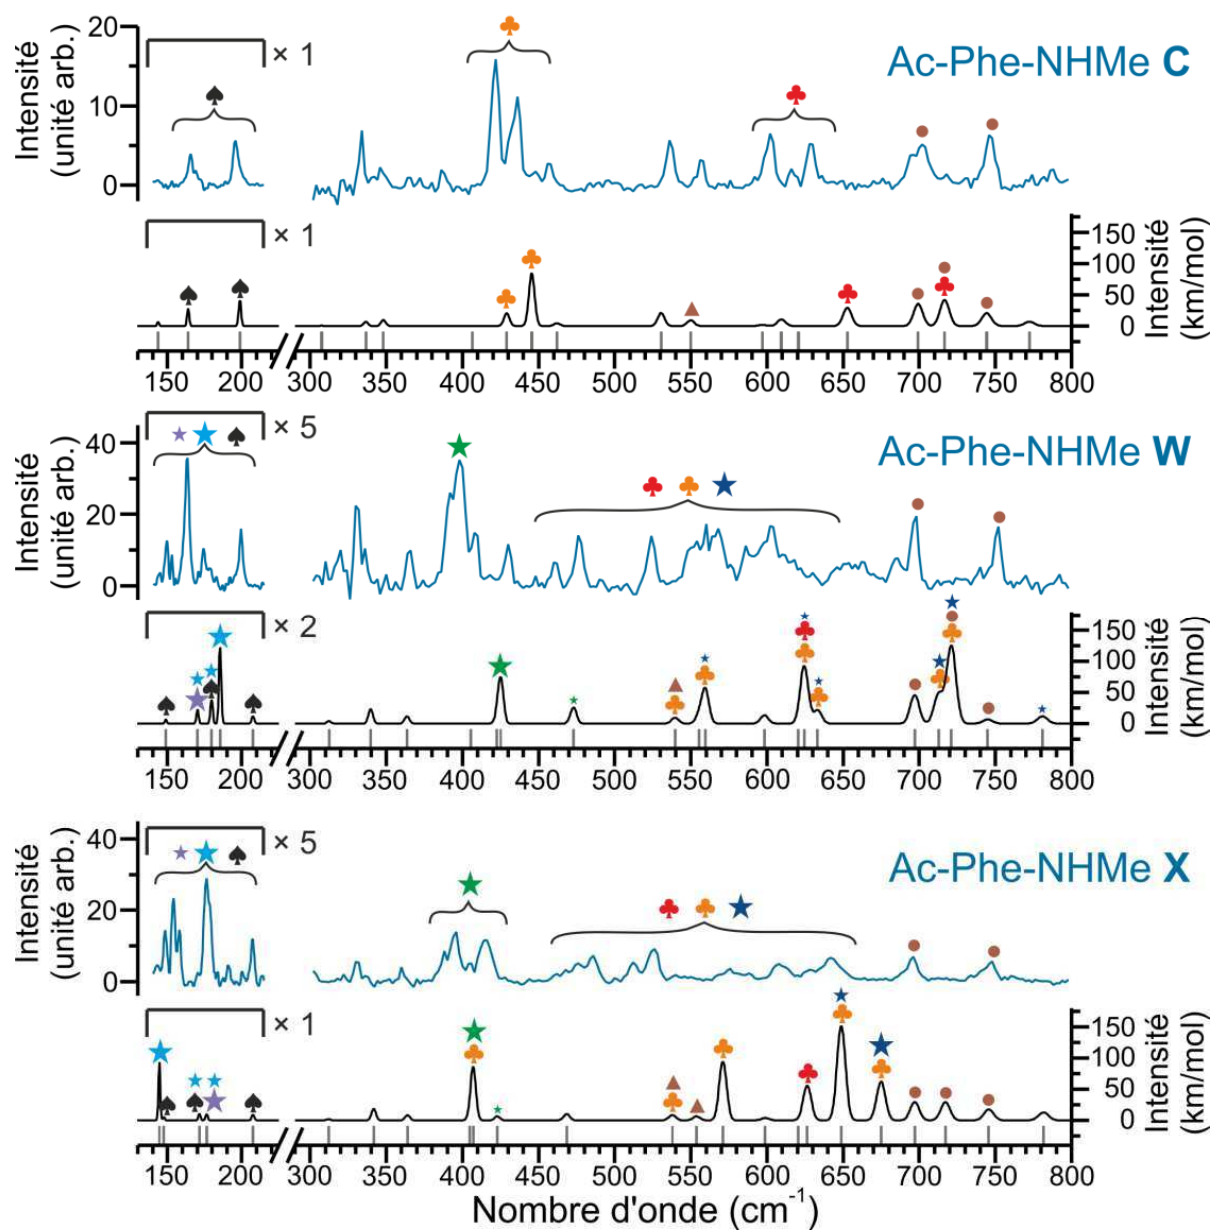 Intensité
(unité arb.)
20
10
0
× 1
Ac-Phe-NHMe C
× 1
150
100
50
0
Intensité
(km/mol)
150 200 300 350 400 450 500 550 600 650 700 750 800
Intensité
(unité arb.)
40
20
0
× 5
Ac-Phe-NHMe W
× 2
150
100
50
0
Intensité
(km/mol)
150 200 300 350 400 450 500 550 600 650 700 750 800
Intensité
(unité arb.)
40
20
0
× 5
Ac-Phe-NHMe X
× 1
150
100
50
0
Intensité
(km/mol)
150 200 300 350 400 450 500 550 600 650 700 750 800
Nombre d'onde (cm⁻¹)